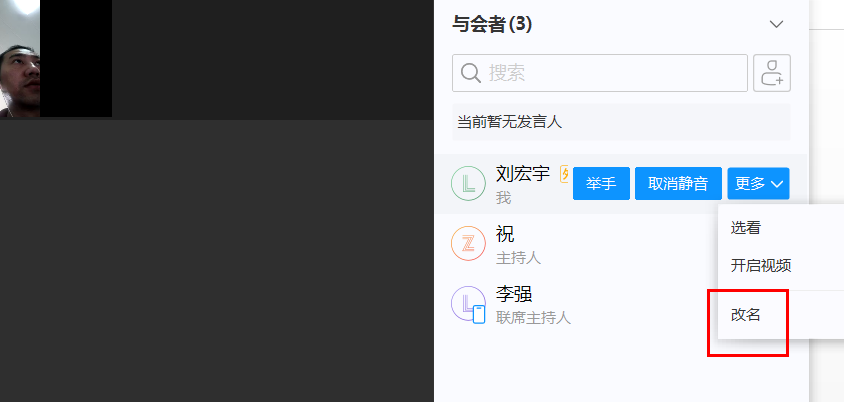 与会者(3)
搜索
当前暂无发言人
刘宏宇
举手
取消静音
更多
我
选看
祝
主持人
开启视频
李强
联席主持人
改名